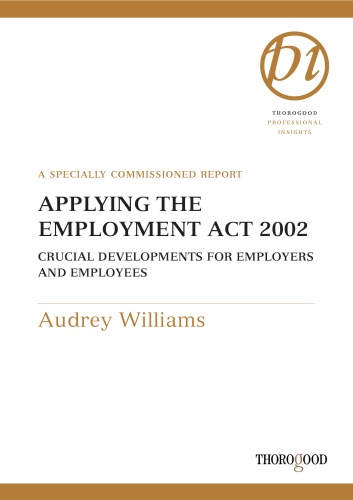 pi
THOROGOOD
PROFESSIONAL
INSIGHTS
A SPECIALLY COMMISSIONED REPORT
APPLYING THE
EMPLOYMENT ACT 2002
CRUCIAL DEVELOPMENTS FOR EMPLOYERS
AND EMPLOYEES
Audrey Williams
THOROgOOD